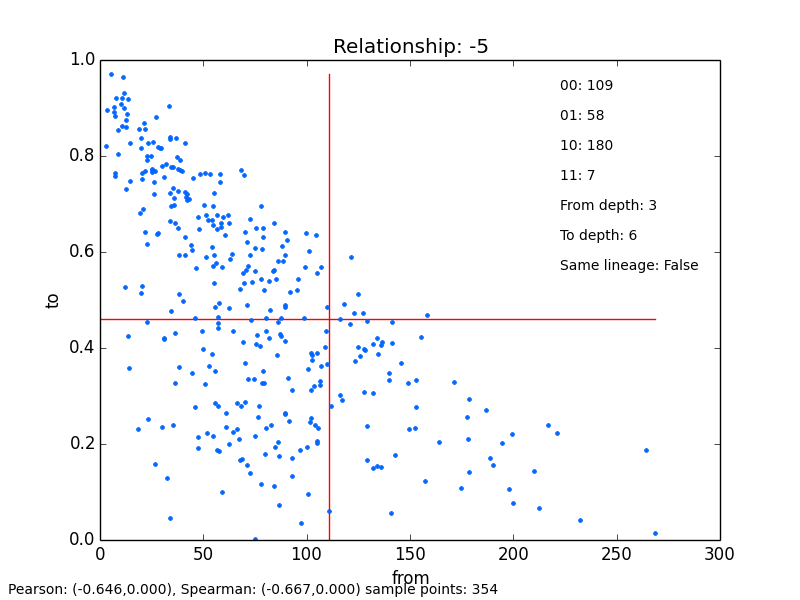 Relationship: -5
1.0
0.8
0.6
0.4
0.2
0.0
to
00: 109
01: 58
10: 180
11: 7
From depth: 3
To depth: 6
Same lineage: False
0 50 100 150 200 250 300
from
Pearson: (-0.646,0.000), Spearman: (-0.667,0.000) sample points: 354